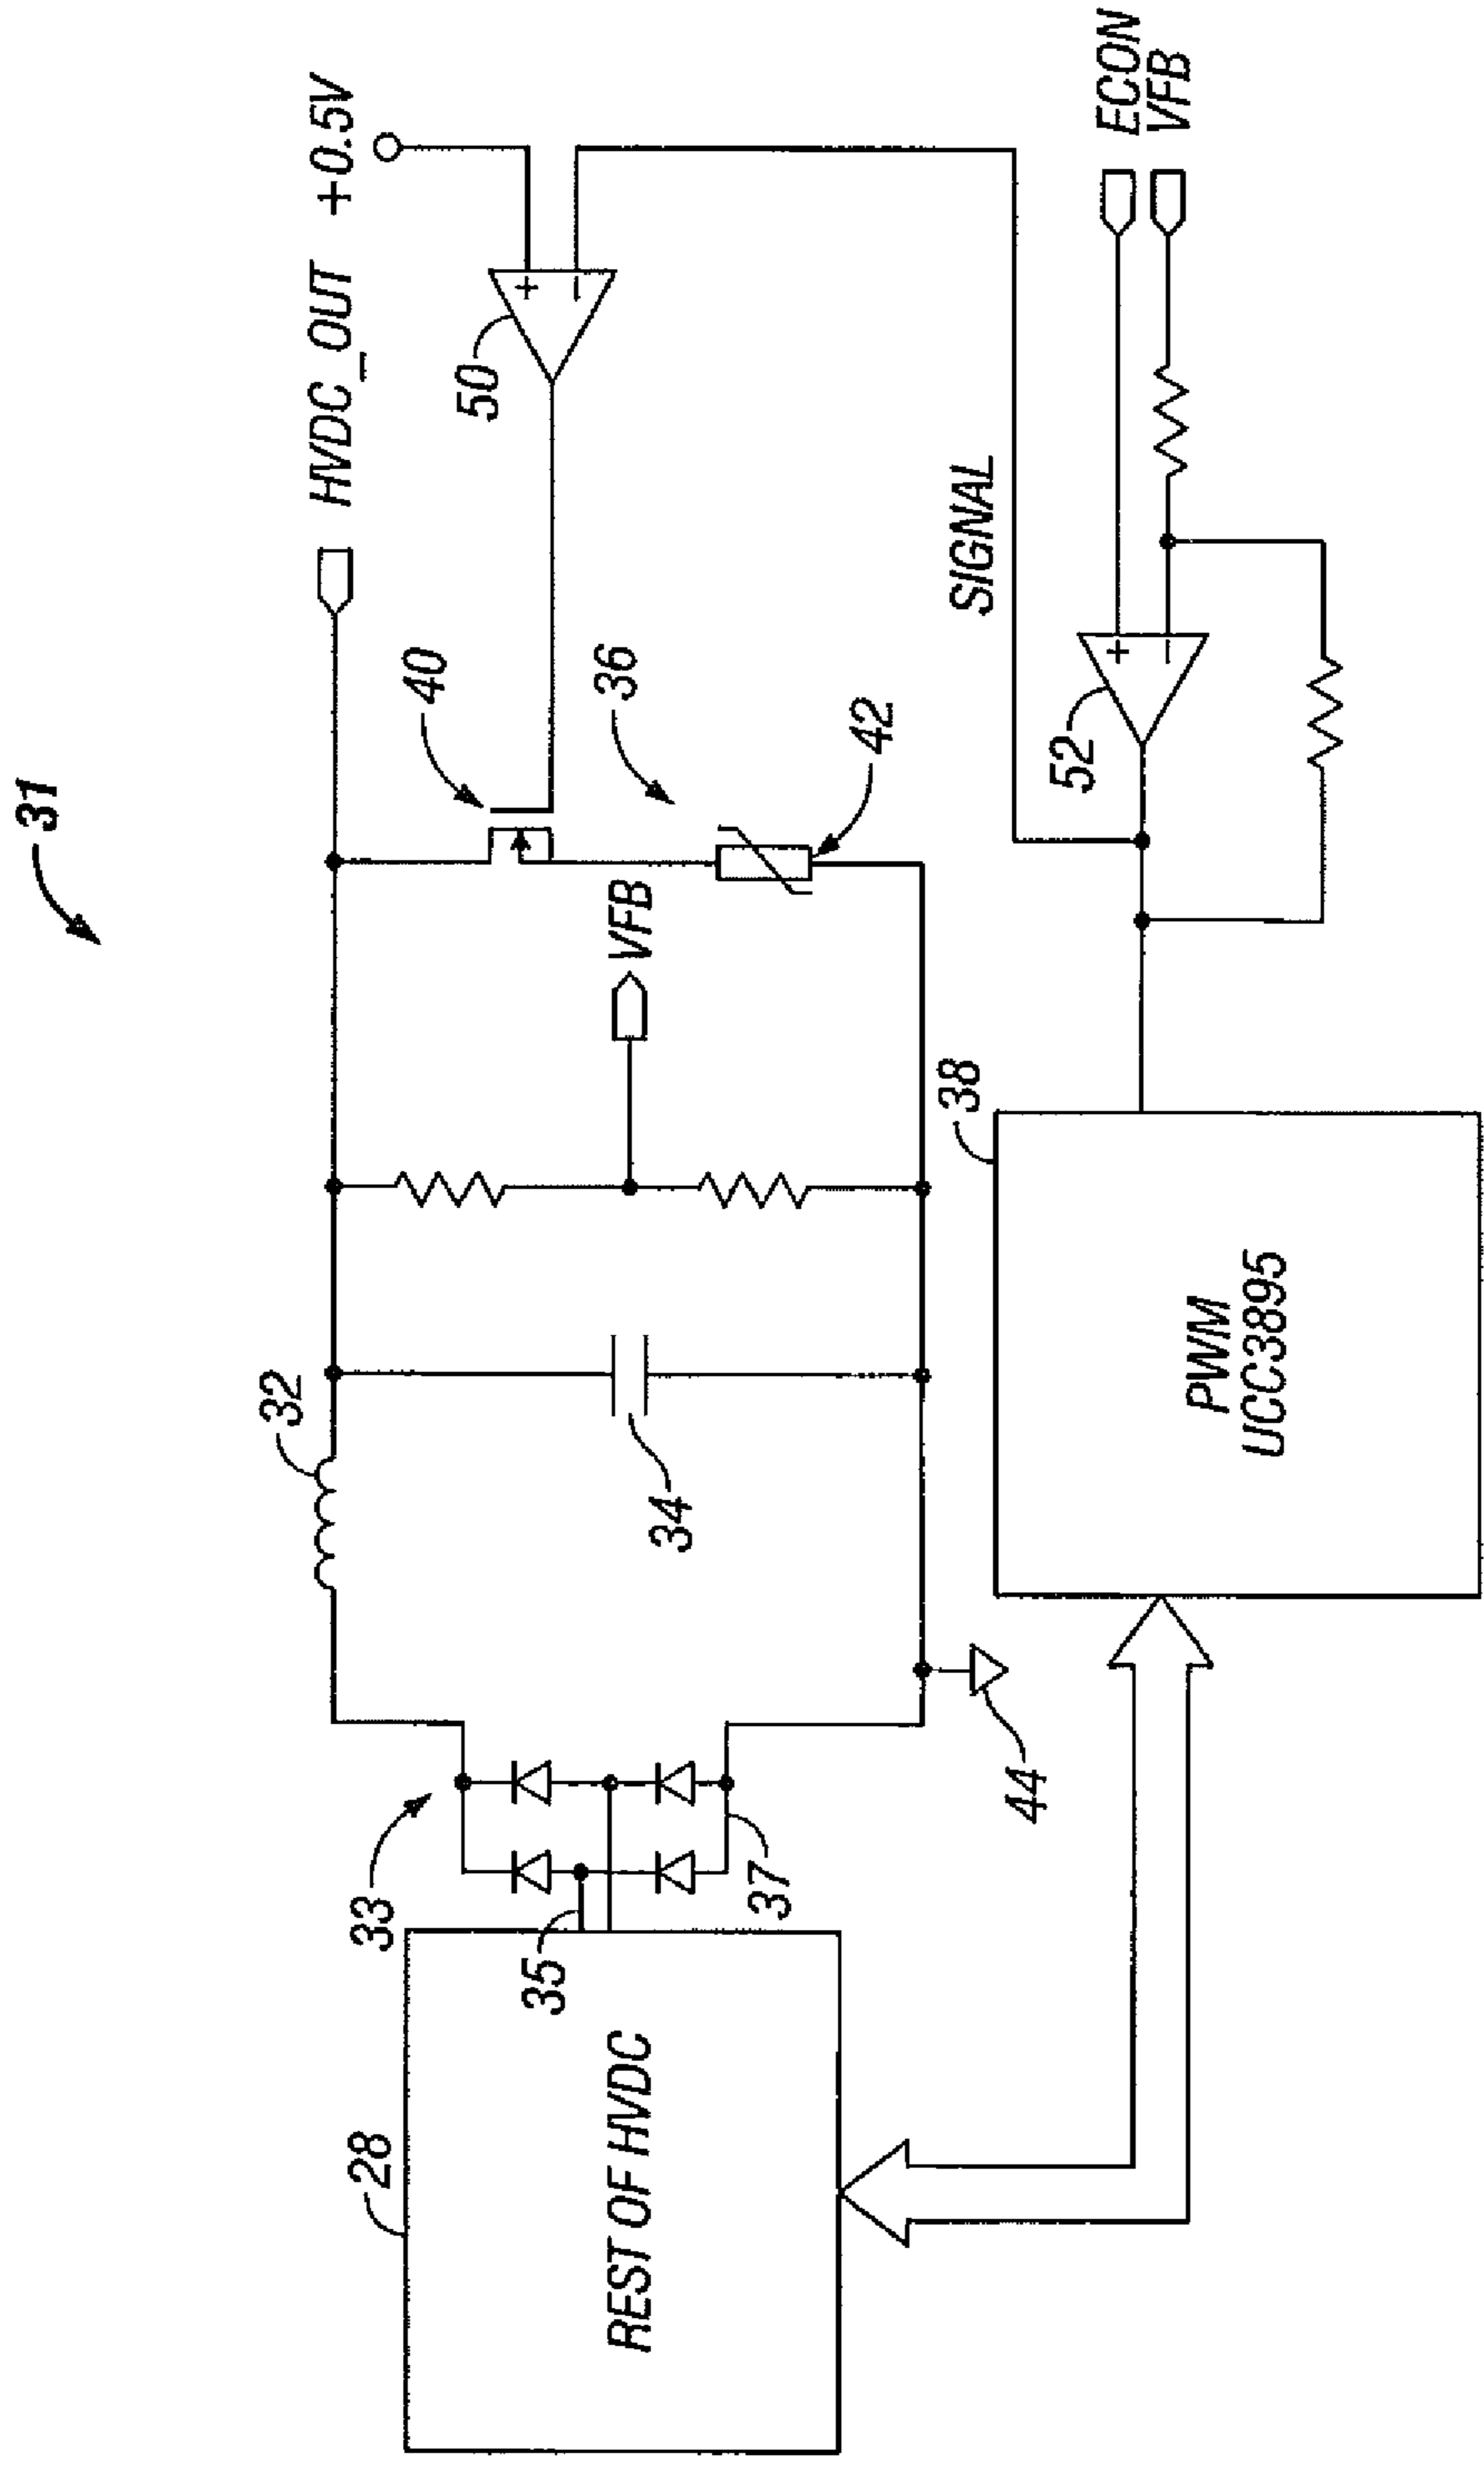 31
HVDC_OUT
+0.5V
32
33
40
50
36
28
35
34
VFB
42
REST OF HVDC
37
44
38
SIGNAL
52
ECON
VFB
PWM
UCC3895